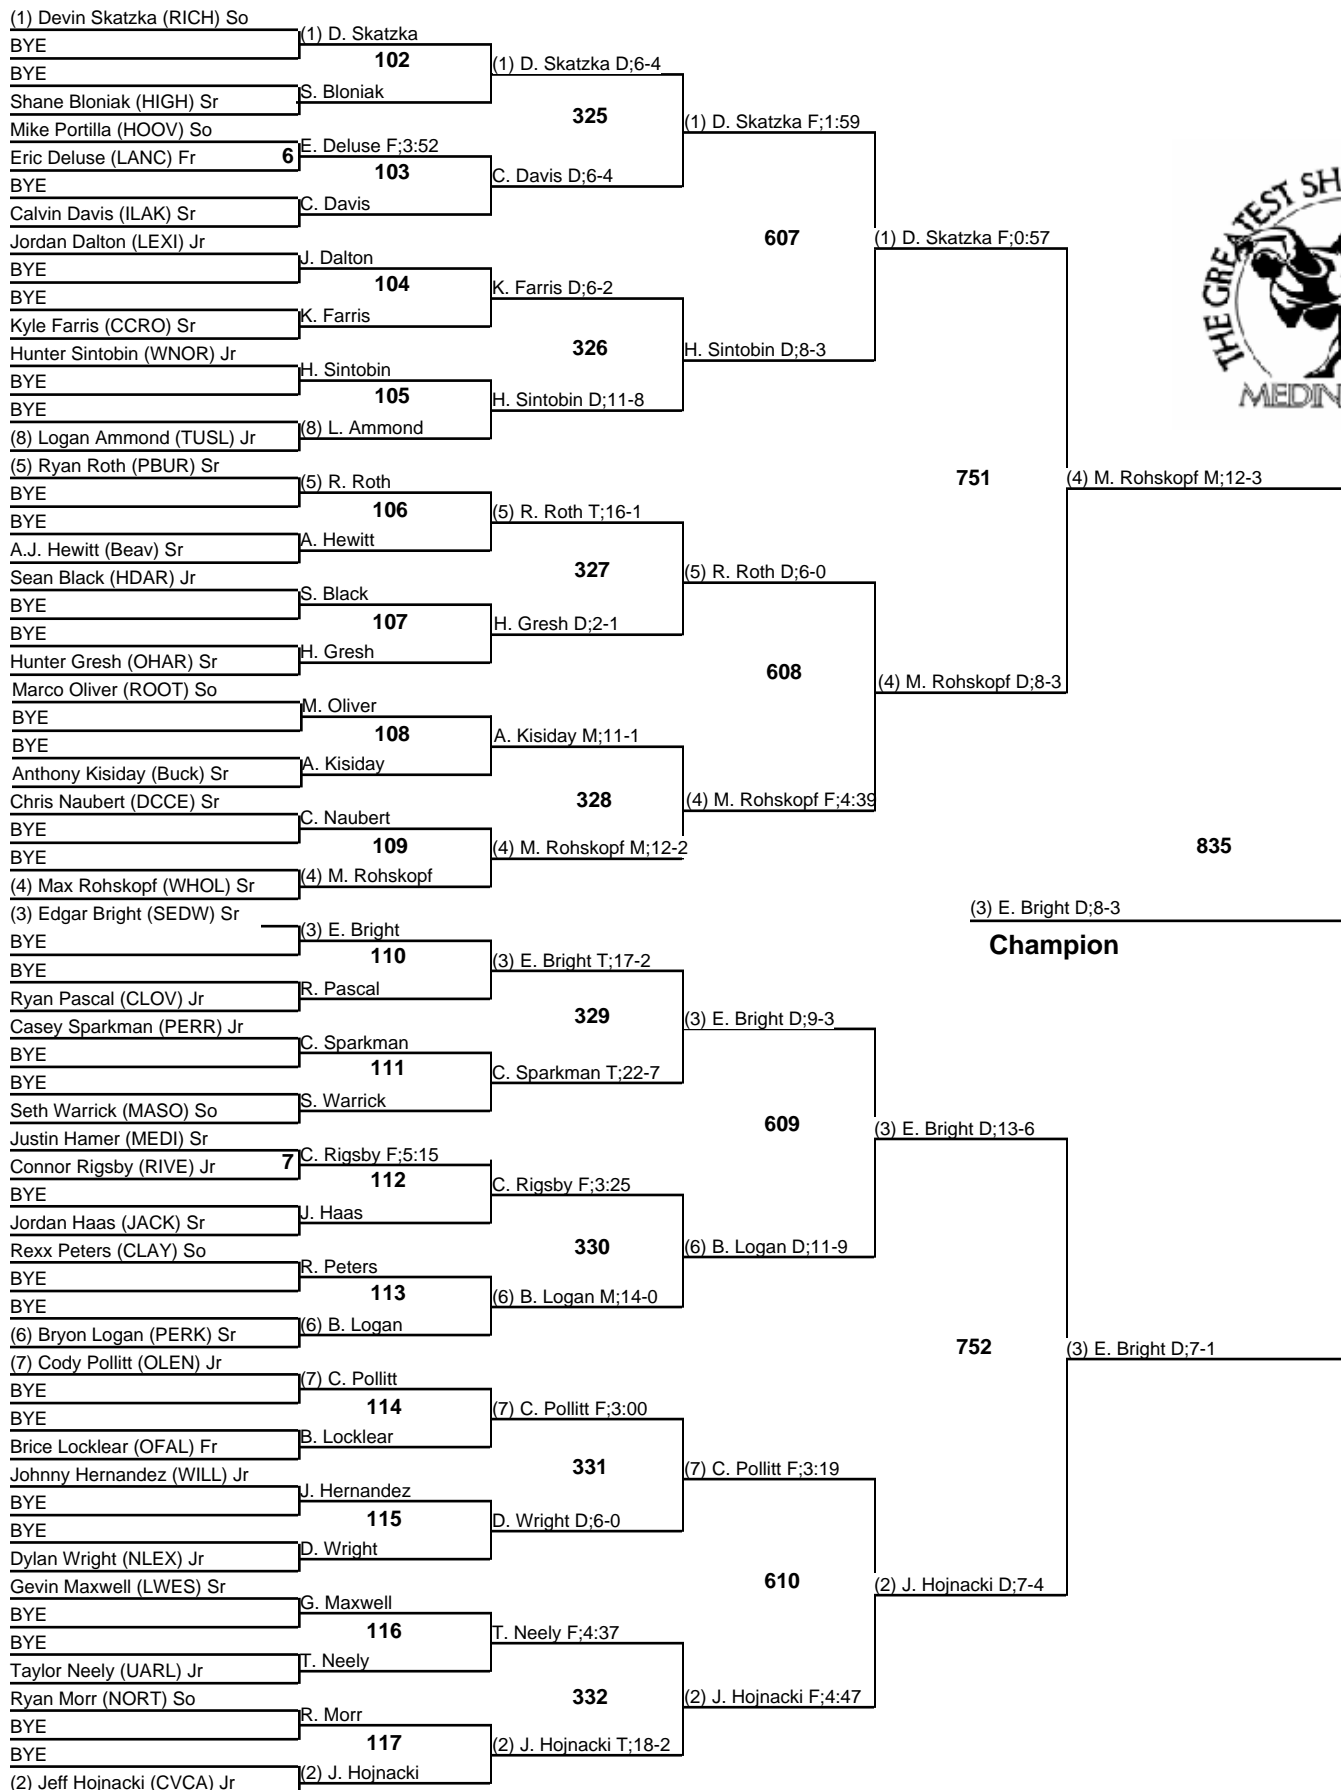 (1) Devin Skatzka (RICH) So
BYE
BYE
Shane Bloniak (HIGH) Sr
Mike Portilla (HOOV) So
Eric Deluse (LANC) Fr 6
BYE
Calvin Davis (ILAK) Sr
Jordan Dalton (LEXI) Jr
BYE
BYE
Kyle Farris (CCRO) Sr
Hunter Sintobin (WNOR) Jr
BYE
BYE
(8) Logan Ammond (TUSL) Jr
(5) Ryan Roth (PBUR) Sr
BYE
BYE
A.J. Hewitt (Beav) Sr
Sean Black (HDAR) Jr
BYE
BYE
Hunter Gresh (OHAR) Sr
Marco Oliver (ROOT) So
BYE
BYE
Anthony Kisiday (Buck) Sr
Chris Naubert (DCCE) Sr
BYE
BYE
(4) Max Rohskopf (WHOL) Sr
(3) Edgar Bright (SEDW) Sr
BYE
BYE
Ryan Pascal (CLOV) Jr
Casey Sparkman (PERR) Jr
BYE
BYE
Seth Warrick (MASO) So
Justin Hamer (MEDI) Sr
Connor Rigsby (RIVE) Jr 7
BYE
Jordan Haas (JACK) Sr
Rexx Peters (CLAY) So
BYE
BYE
(6) Bryon Logan (PERK) Sr
(7) Cody Pollitt (OLEN) Jr
BYE
BYE
Brice Locklear (OFAL) Fr
Johnny Hernandez (WILL) Jr
BYE
BYE
Dylan Wright (NLEX) Jr
Gevin Maxwell (LWES) Sr
BYE
BYE
Taylor Neely (UARL) Jr
Ryan Morr (NORT) So
BYE
BYE
(2) Jeff Hojnacki (CVCA) Jr
(1) D. Skatzka
102
S. Bloniak
E. Deluse F;3:52
103
C. Davis
J. Dalton
104
K. Farris
H. Sintobin
105
(8) L. Ammond
(5) R. Roth
106
A. Hewitt
S. Black
107
H. Gresh
M. Oliver
108
A. Kisiday
C. Naubert
109
(4) M. Rohskopf
(3) E. Bright
110
R. Pascal
C. Sparkman
111
S. Warrick
C. Rigsby F;5:15
112
J. Haas
R. Peters
113
(6) B. Logan
(7) C. Pollitt
114
B. Locklear
J. Hernandez
115
D. Wright
G. Maxwell
116
T. Neely
R. Morr
117
(2) J. Hojnacki
(1) D. Skatzka D;6-4
325
C. Davis D;6-4
K. Farris D;6-2
326
H. Sintobin D;11-8
(5) R. Roth T;16-1
327
H. Gresh D;2-1
A. Kisiday M;11-1
328
(4) M. Rohskopf M;12-2
(3) E. Bright T;17-2
329
C. Sparkman T;22-7
C. Rigsby F;3:25
330
(6) B. Logan M;14-0
(7) C. Pollitt F;3:00
331
D. Wright D;6-0
T. Neely F;4:37
332
(2) J. Hojnacki T;18-2
(1) D. Skatzka F;1:59
607
H. Sintobin D;8-3
(5) R. Roth D;6-0
608
(4) M. Rohskopf F;4:39
(3) E. Bright D;9-3
609
(6) B. Logan D;11-9
(7) C. Pollitt F;3:19
610
(2) J. Hojnacki F;4:47
(1) D. Skatzka F;0:57
751
(4) M. Rohskopf D;8-3
(3) E. Bright D;13-6
752
(2) J. Hojnacki D;7-4
THE GREATEST SH
MEDIN
(4) M. Rohskopf M;12-3
835
(3) E. Bright D;8-3
Champion
(3) E. Bright D;7-1